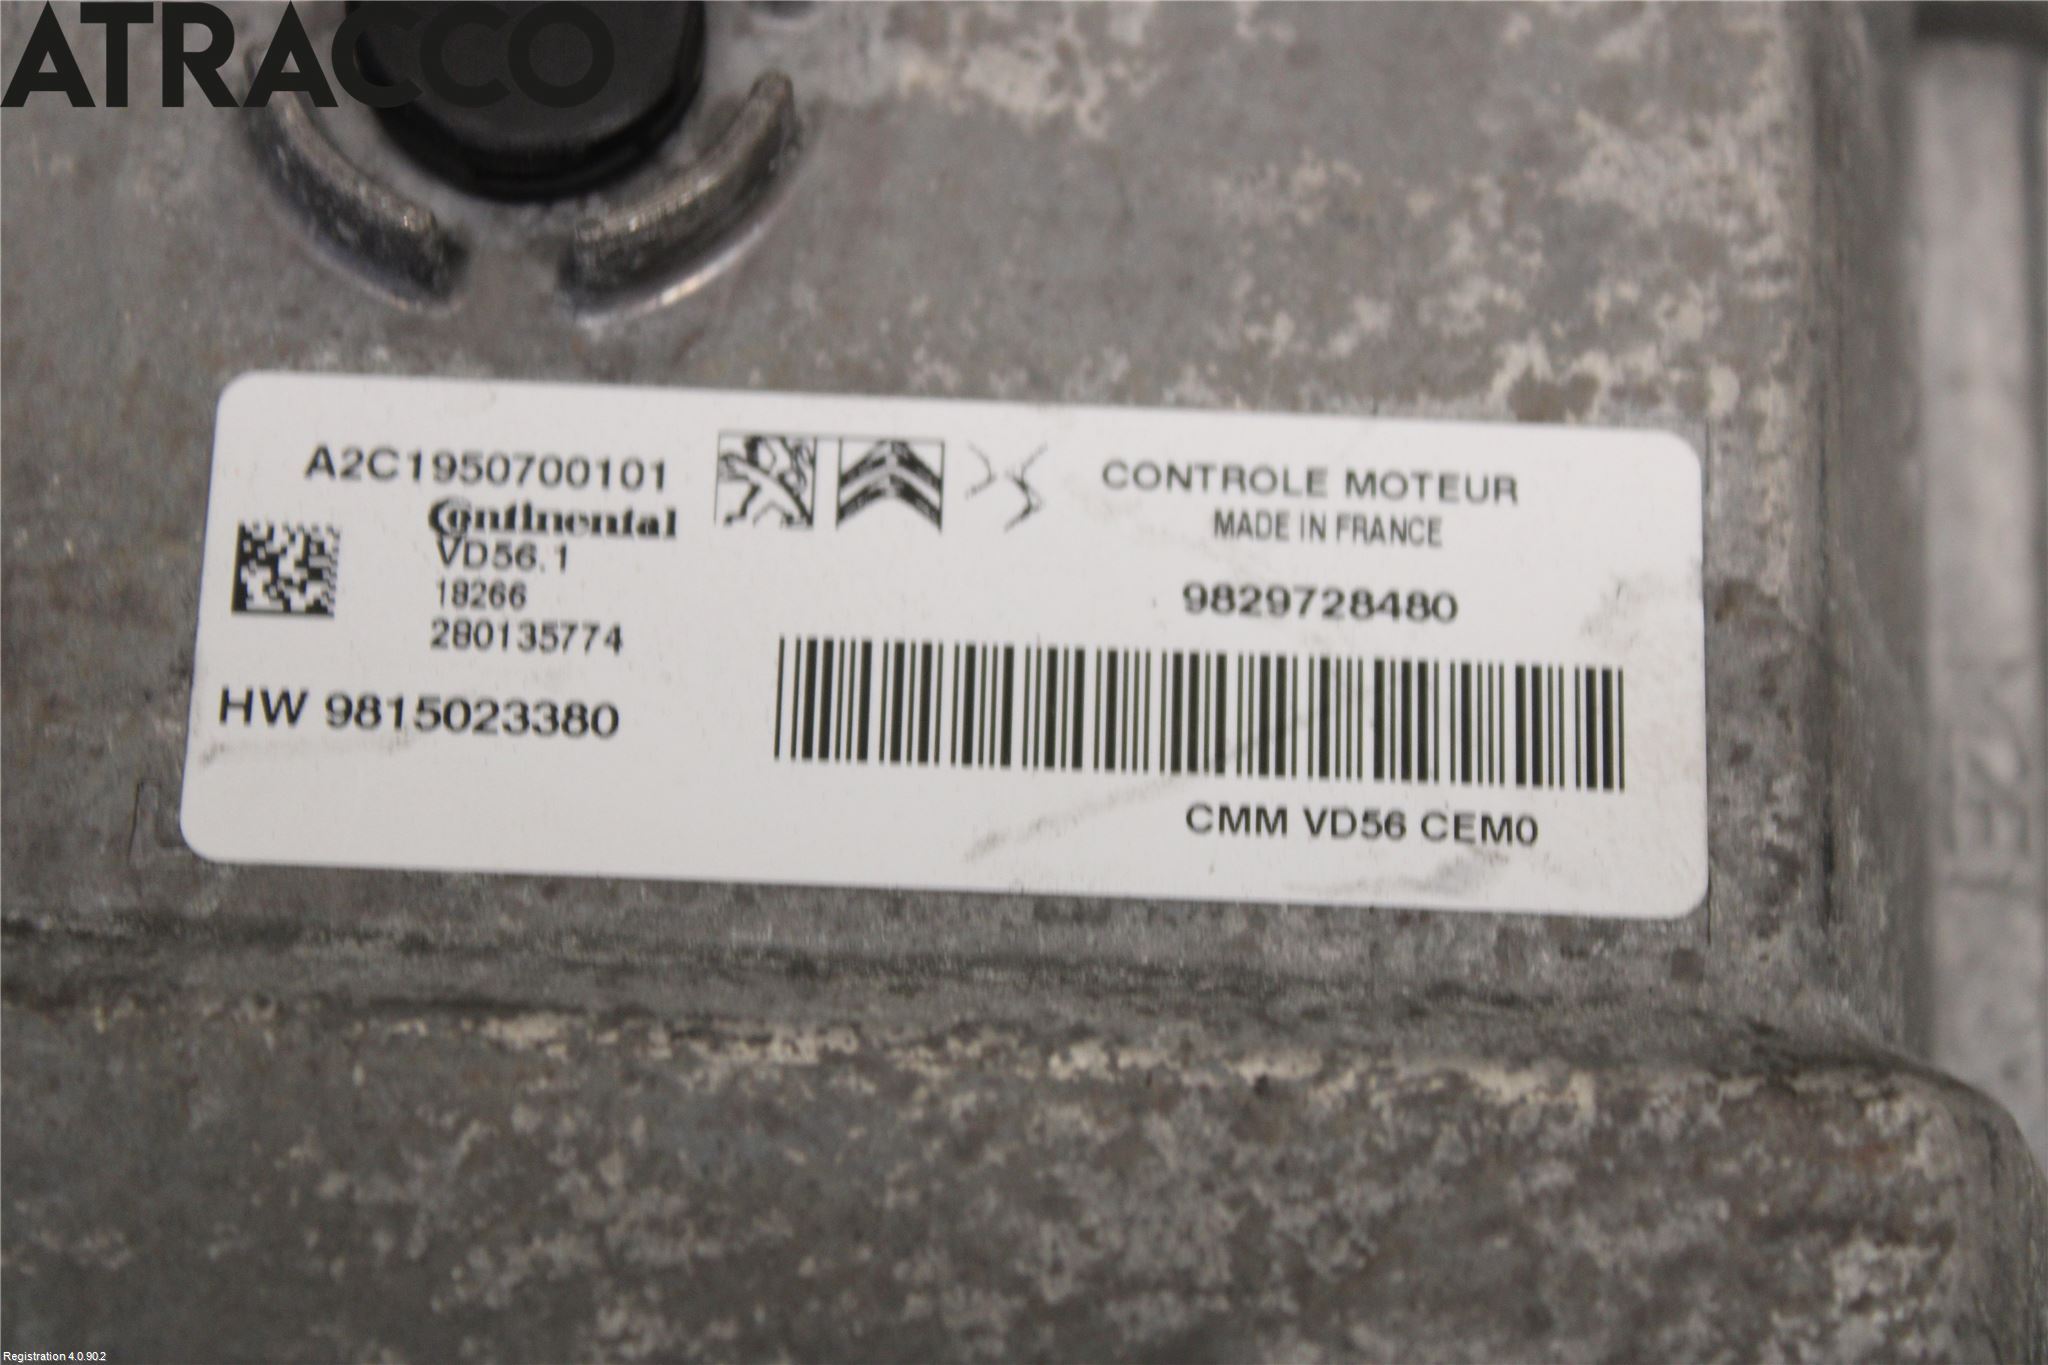 ATRACCO
A2C1950700101
Continental
VD56.1
18266
280135774
HW 9815023380
CONTROLE MOTEUR
MADE IN FRANCE
9829728480
CMM VD56 CEM0
Registration 4.0.90.2